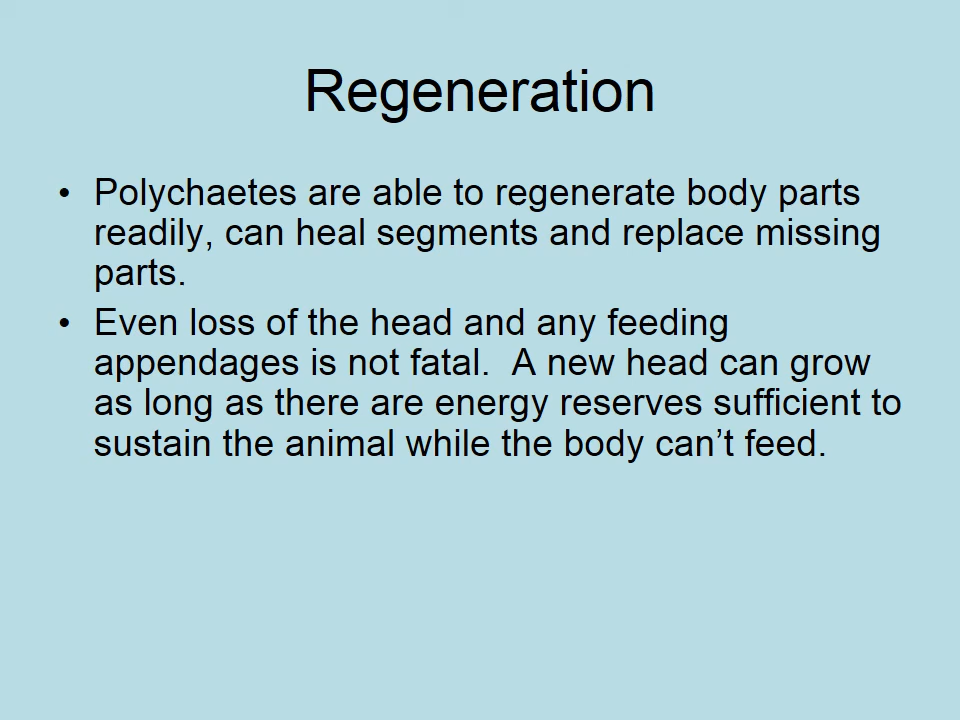 Regeneration
• Polychaetes are able to regenerate body parts
readily, can heal segments and replace missing
parts.
• Even loss of the head and any feeding
appendages is not fatal.  A new head can grow
as long as there are energy reserves sufficient to
sustain the animal while the body can’t feed.